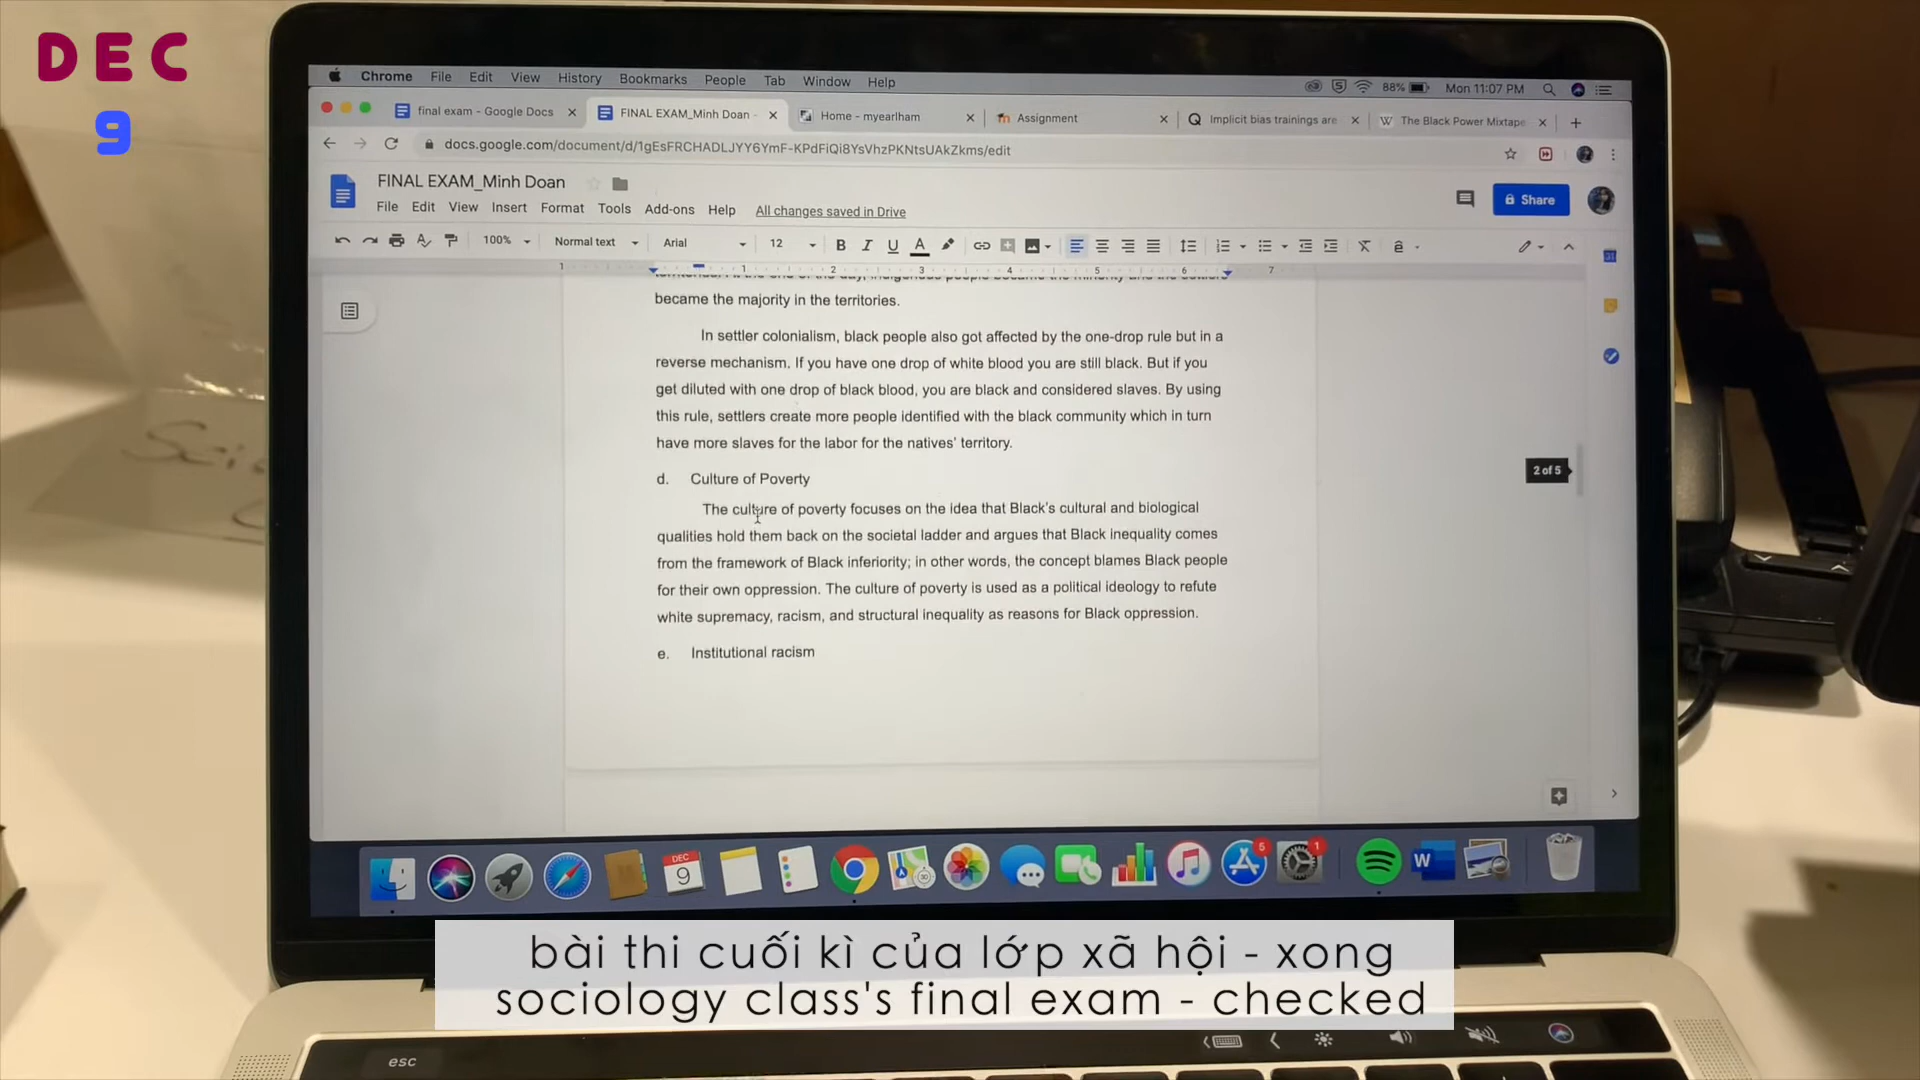 DEC
9
Chrome File Edit View History Bookmarks People Tab Window Help
88% Mon 11:07 PM
final exam - Google Docs
FINAL EXAM_Minh Doan -
Home - myearlham
Assignment
Implicit bias trainings are
The Black Power Mixtape
docs.google.com/document/d/1gEsFRCHADLJYY6YmF-KPdFiQi8YsVhzPKNtsUAkZkms/edit
FINAL EXAM_Minh Doan
Share
File Edit View Insert Format Tools Add-ons Help All changes saved in Drive
100% Normal text Arial 12
1 1 2 3 4 5 6 7
became the majority in the territories.
In settler colonialism, black people also got affected by the one-drop rule but in a
reverse mechanism. If you have one drop of white blood you are still black. But if you
get diluted with one drop of black blood, you are black and considered slaves. By using
this rule, settlers create more people identified with the black community which in turn
have more slaves for the labor for the natives' territory.
2 of 5
d. Culture of Poverty
The culture of poverty focuses on the idea that Black's cultural and biological
qualities hold them back on the societal ladder and argues that Black inequality comes
from the framework of Black inferiority; in other words, the concept blames Black people
for their own oppression. The culture of poverty is used as a political ideology to refute
white supremacy, racism, and structural inequality as reasons for Black oppression.
e. Institutional racism
DEC
9
5
1
W
bài thi cuối kì của lớp xã hội - xong
sociology class's final exam - checked
esc